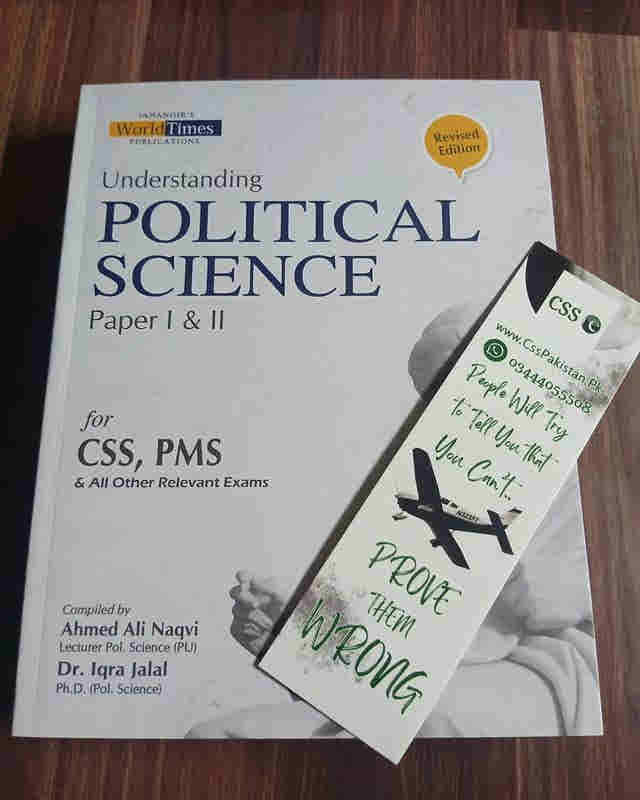 JAHANGIR'S
WorldTimes
PUBLICATIONS
Revised
Edition
Understanding
POLITICAL
SCIENCE
Paper I & II
for
CSS, PMS
& All Other Relevant Exams
Compiled by
Ahmed Ali Naqvi
Lecturer Pol. Science (PU)
Dr. Iqra Jalal
Ph.D. (Pol. Science)
CSS
www.CssPakistan.Pk
03444055508
People Will Try
to Tell You that
You Can't..
PROVE
THEM
WRONG